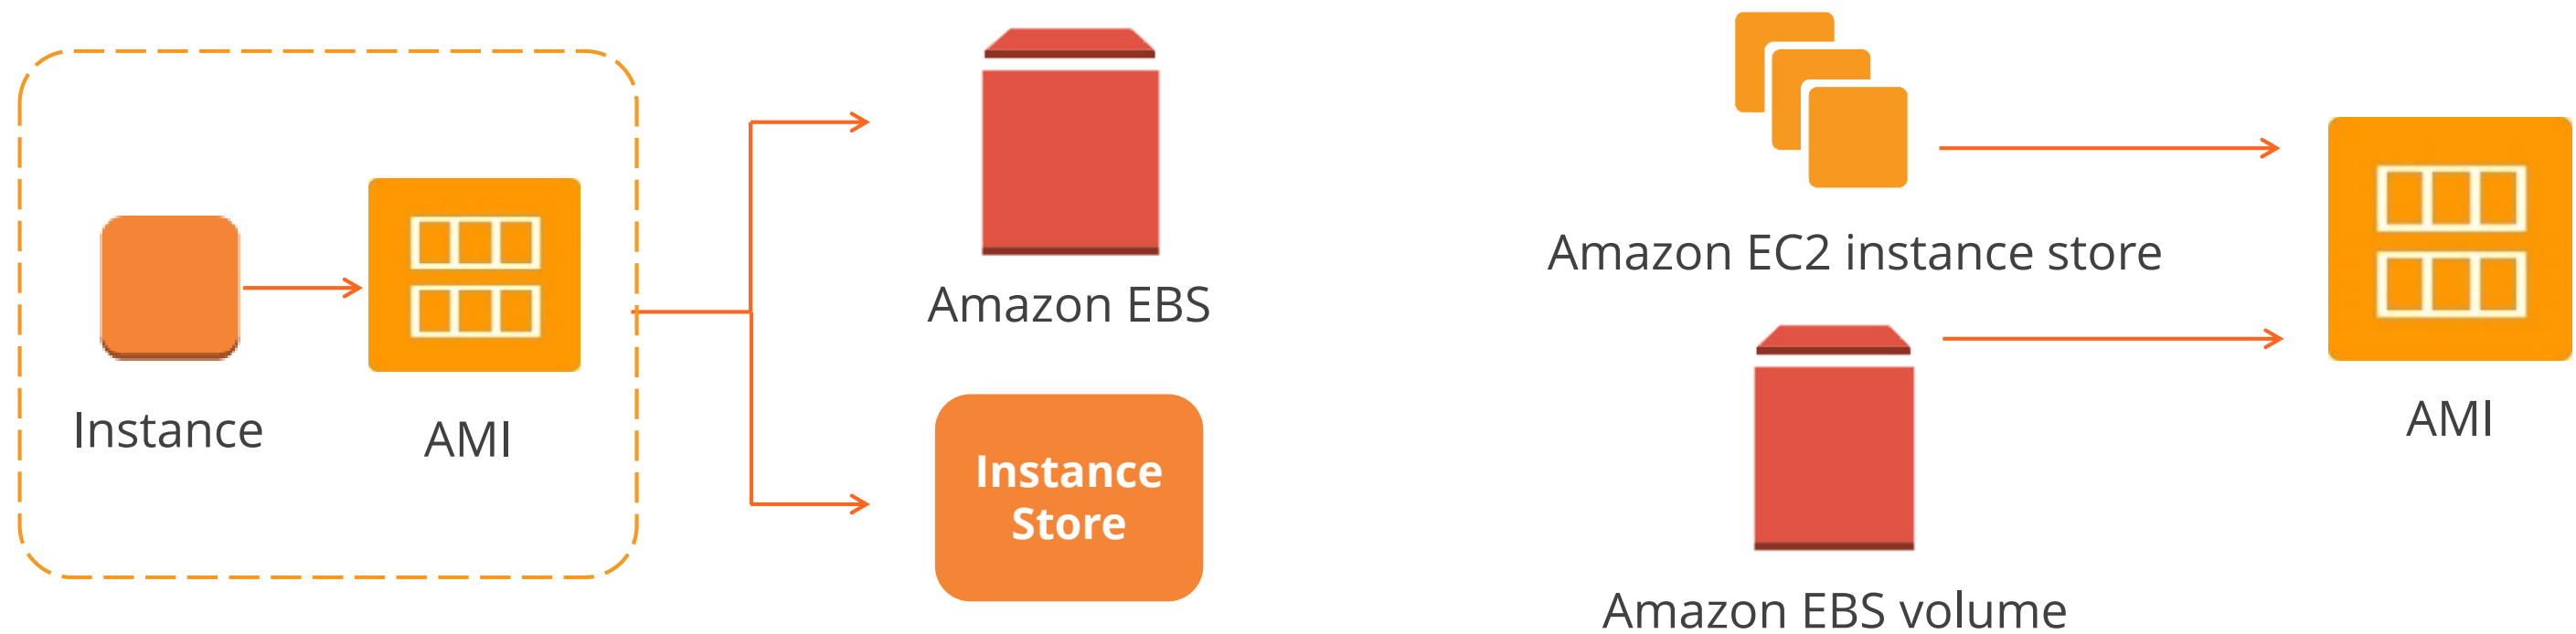 Instance
AMI
Amazon EBS
Instance
Store
Amazon EC2 instance store
Amazon EBS volume
AMI